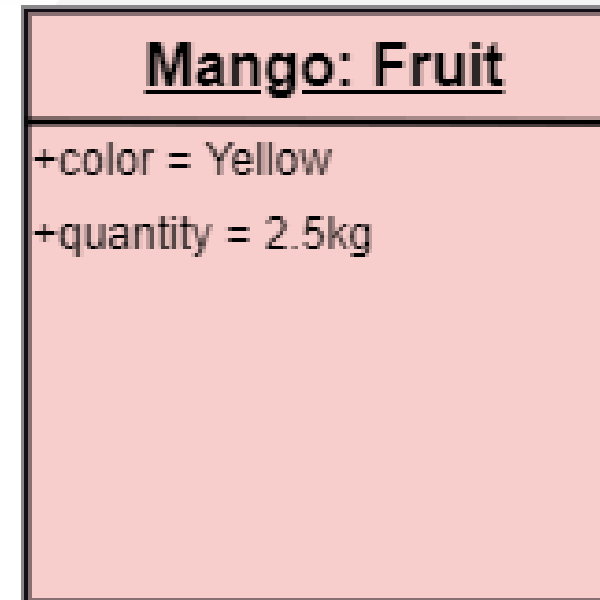 Mango: Fruit
+color = Yellow
+quantity = 2.5kg